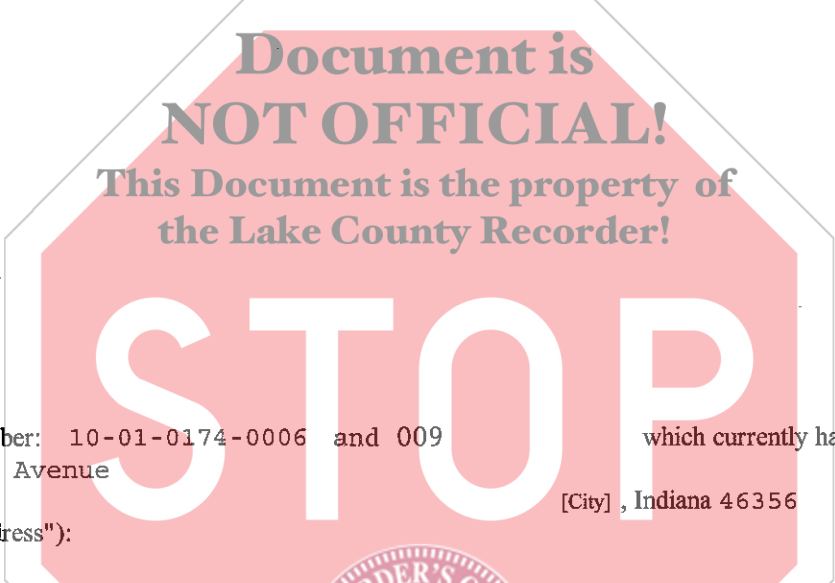 Document is
NOT OFFICIAL!
This Document is the property of
the Lake County Recorder!
STOP
ber: 10-01-0174-0006 and 009 which currently ha
Avenue
[City] , Indiana 46356
ress"):
DER'S